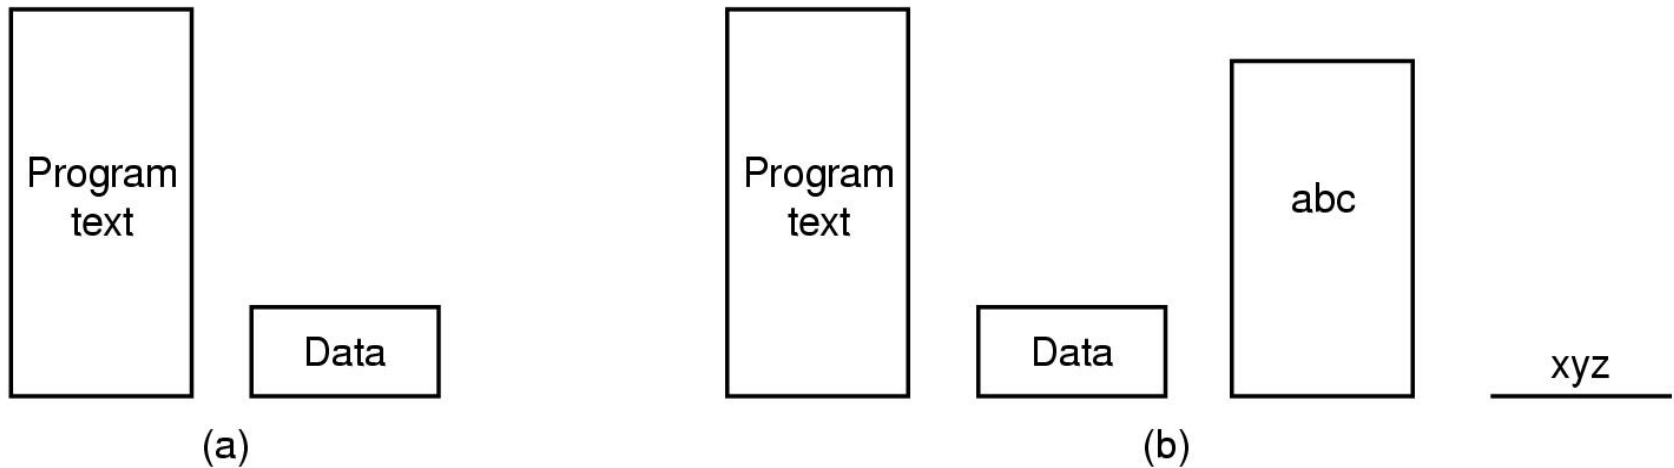 Program
text
Data
(a)
Program
text
Data
abc
xyz
(b)